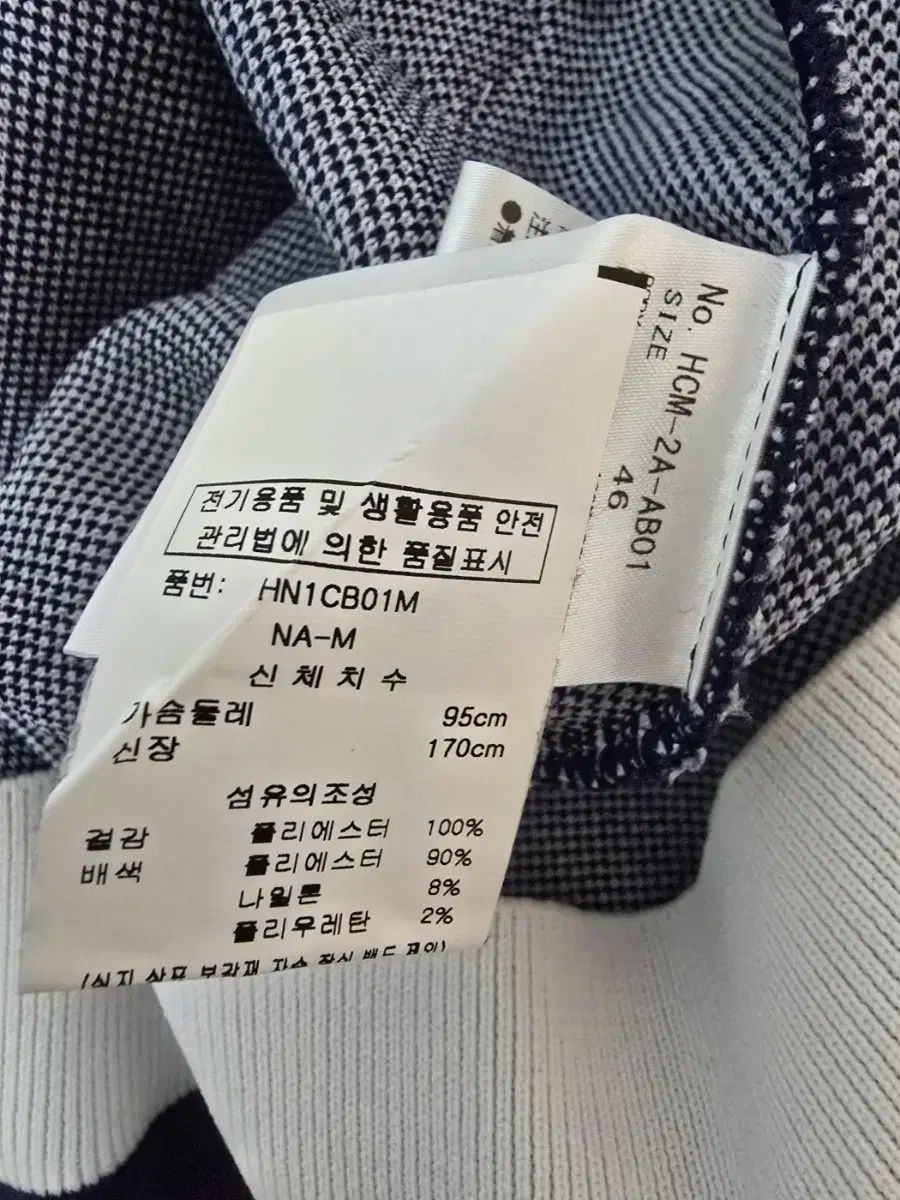 전기용품 및 생활용품 안전
관리법에 의한 품질표시
품번: HN1CB01M
NA-M
신 체 치 수
가슴둘레 95cm
신장 170cm
섬유의조성
겉감 폴리에스터 100%
배색 폴리에스터 90%
나일론 8%
폴리우레탄 2%
No. HCM-2A-AB01
SIZE 46